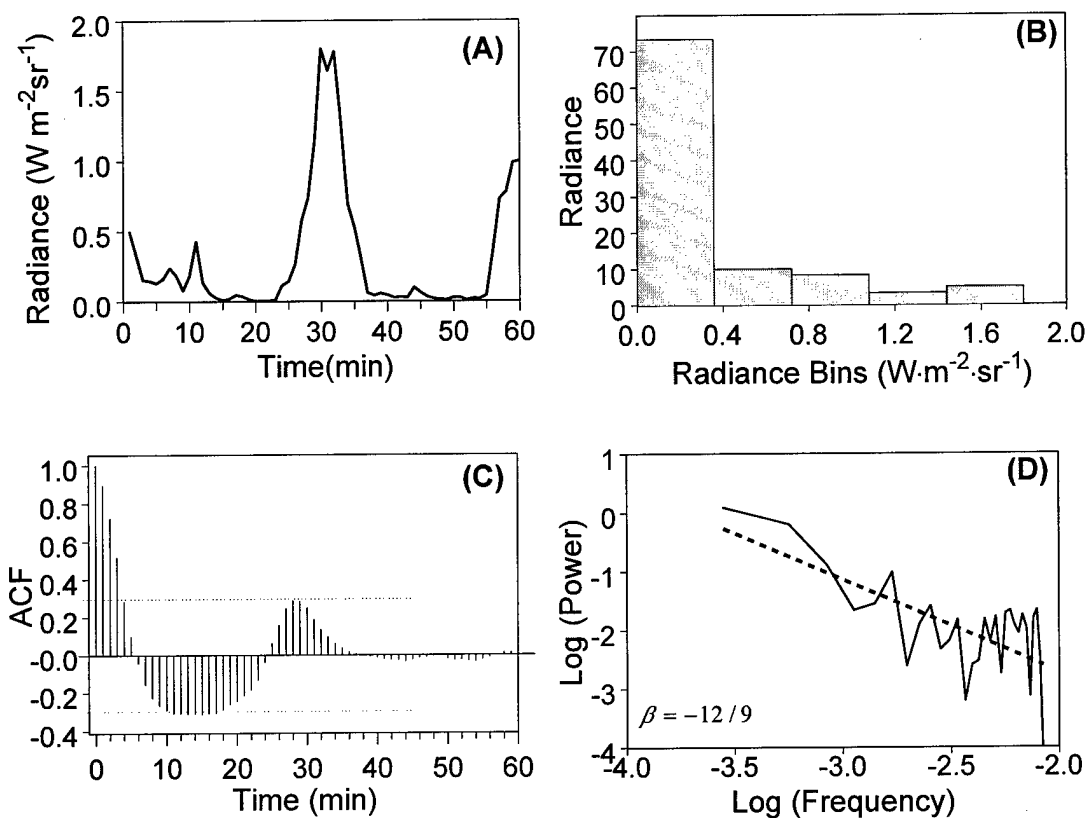 (A)
Radiance (W m-2sr-1)
2.0
1.5
1.0
0.5
0.0
0 10 20 30 40 50 60
Time(min)
(B)
Radiance
70
60
50
40
30
20
10
0
0.0 0.4 0.8 1.2 1.6 2.0
Radiance Bins (W·m-2·sr-1)
(C)
ACF
1.0
0.8
0.6
0.4
0.2
-0.0
-0.2
-0.4
0 10 20 30 40 50 60
Time (min)
(D)
Log (Power)
1
0
-1
-2
-3
-4
β = −12 / 9
-4.0 -3.5 -3.0 -2.5 -2.0
Log (Frequency)